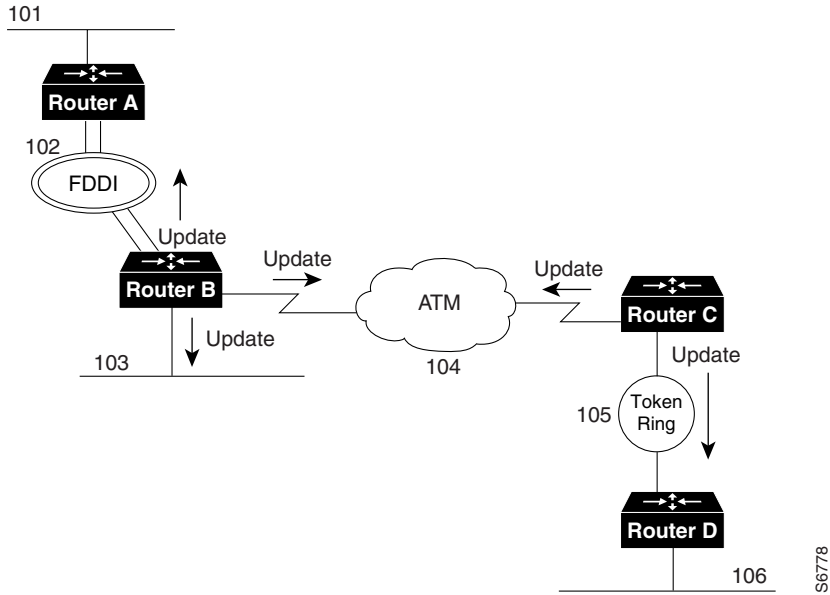 101
Router A
102
FDDI
Update
Router B
Update
Update
103
ATM
104
Update
Router C
Update
105
Token
Ring
Router D
106
S6778